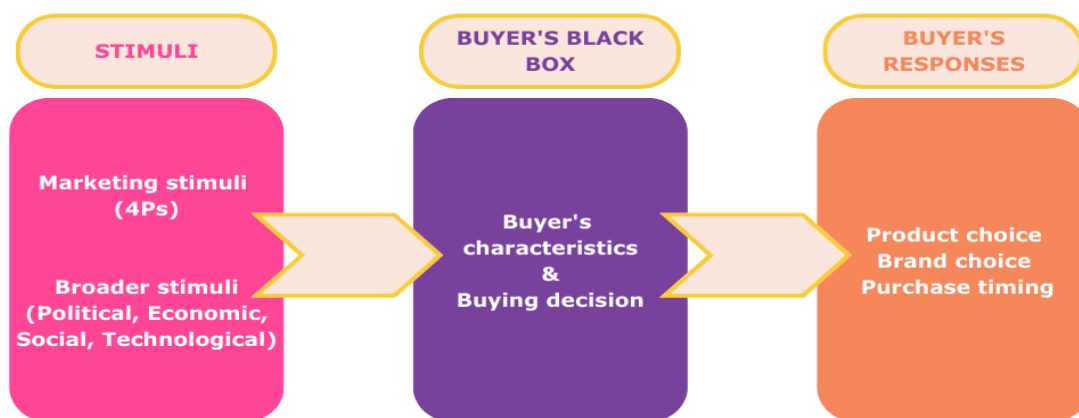 STIMULI
Marketing stimuli
(4Ps)
Broader stimuli
(Political, Economic,
Social, Technological)
BUYER'S BLACK
BOX
Buyer's
characteristics
&
Buying decision
BUYER'S
RESPONSES
Product choice
Brand choice
Purchase timing